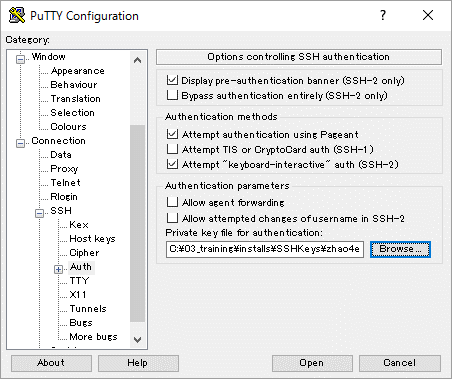 PuTTY Configuration
Category:
Window
Appearance
Behaviour
Translation
Selection
Colours
Connection
Data
Proxy
Telnet
Rlogin
SSH
Kex
Host keys
Cipher
Auth
TTY
X11
Tunnels
Bugs
More bugs
Options controlling SSH authentication
Display pre-authentication banner (SSH-2 only)
Bypass authentication entirely (SSH-2 only)
Authentication methods
Attempt authentication using Pageant
Attempt TIS or CryptoCard auth (SSH-1)
Attempt "keyboard-interactive" auth (SSH-2)
Authentication parameters
Allow agent forwarding
Allow attempted changes of username in SSH-2
Private key file for authentication:
C:¥03_training¥installs¥SSHKeys¥zhao4e Browse...
About Help Open Cancel